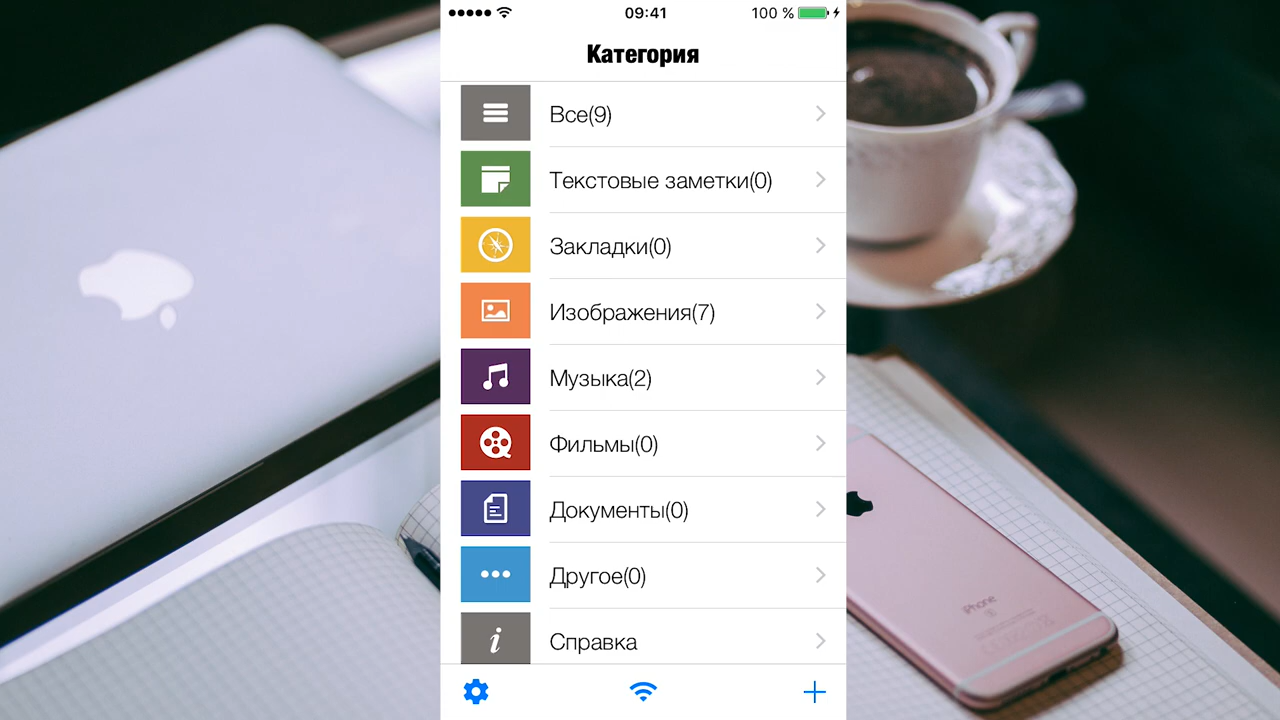 09:41
100 %
Категория
Все(9)
Текстовые заметки(0)
Закладки(0)
Изображения(7)
Музыка(2)
Фильмы(0)
Документы(0)
Другое(0)
i Справка
iPhone